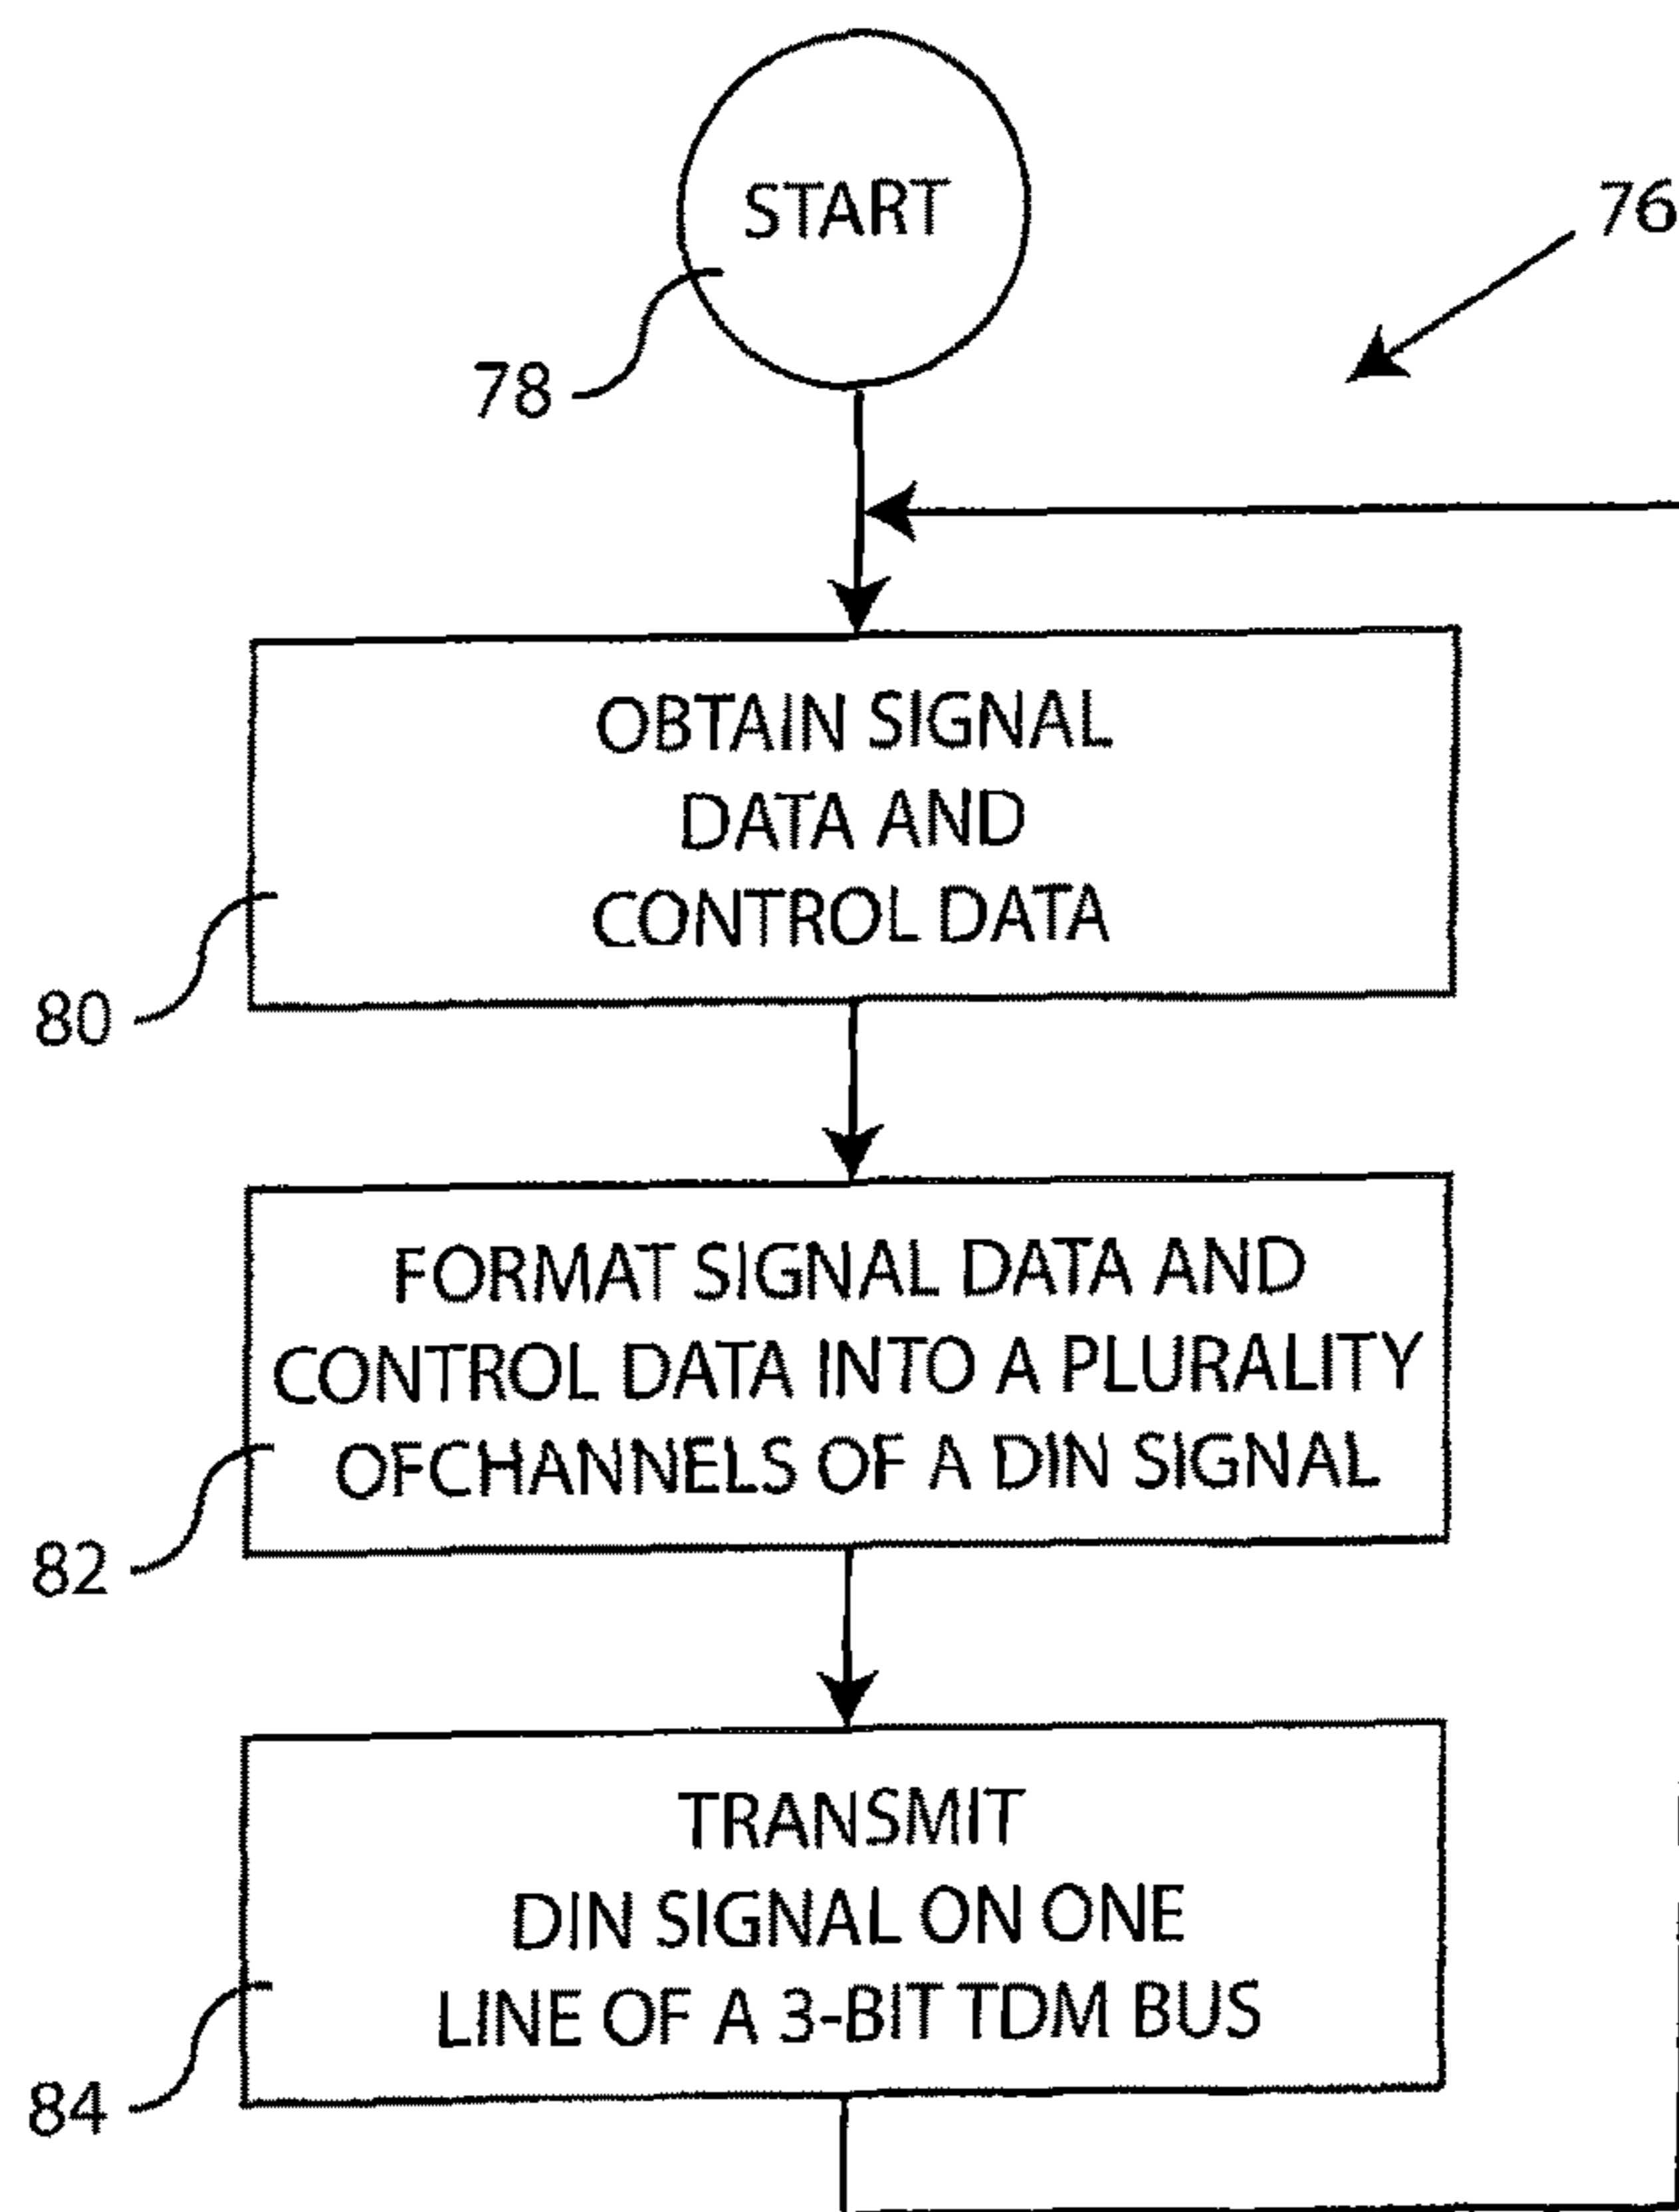 START
76
78
OBTAIN SIGNAL
DATA AND
CONTROL DATA
80
FORMAT SIGNAL DATA AND
CONTROL DATA INTO A PLURALITY
OFCHANNELS OF A DIN SIGNAL
82
TRANSMIT
DIN SIGNAL ON ONE
LINE OF A 3-BIT TDM BUS
84